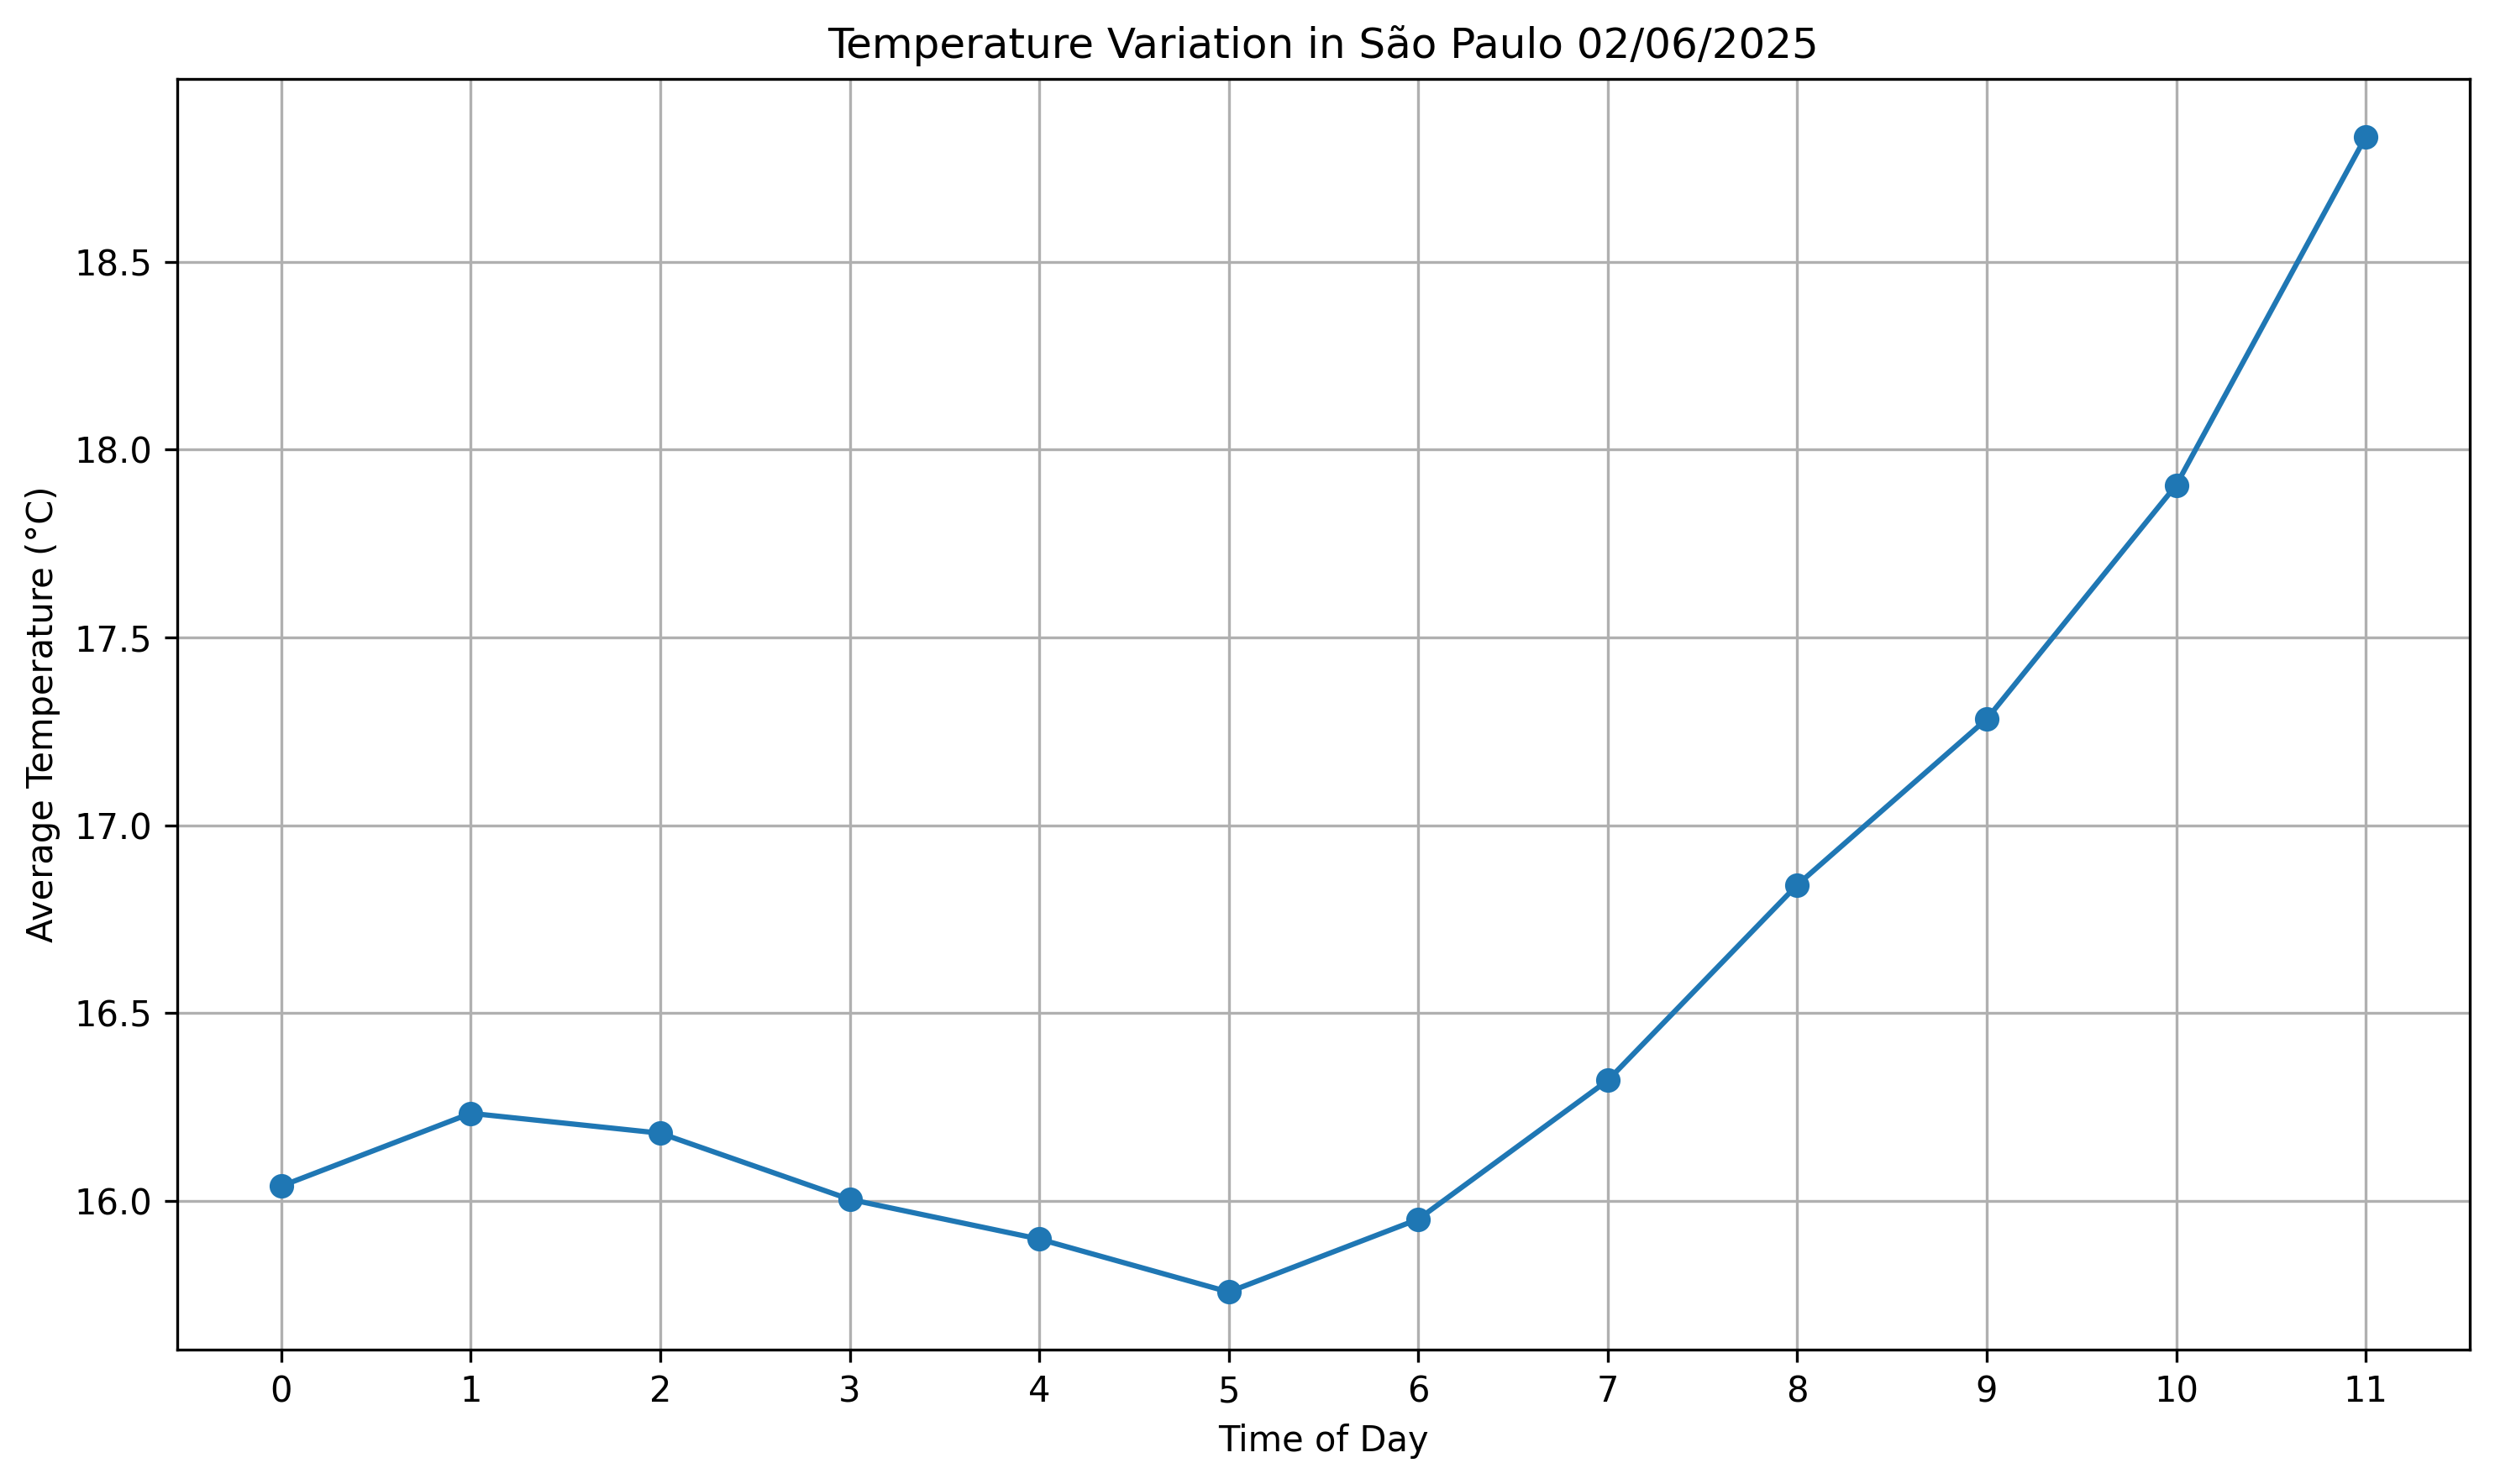 Temperature Variation in São Paulo 02/06/2025
Average Temperature (°C)
18.5
18.0
17.5
17.0
16.5
16.0
0 1 2 3 4 5 6 7 8 9 10 11
Time of Day